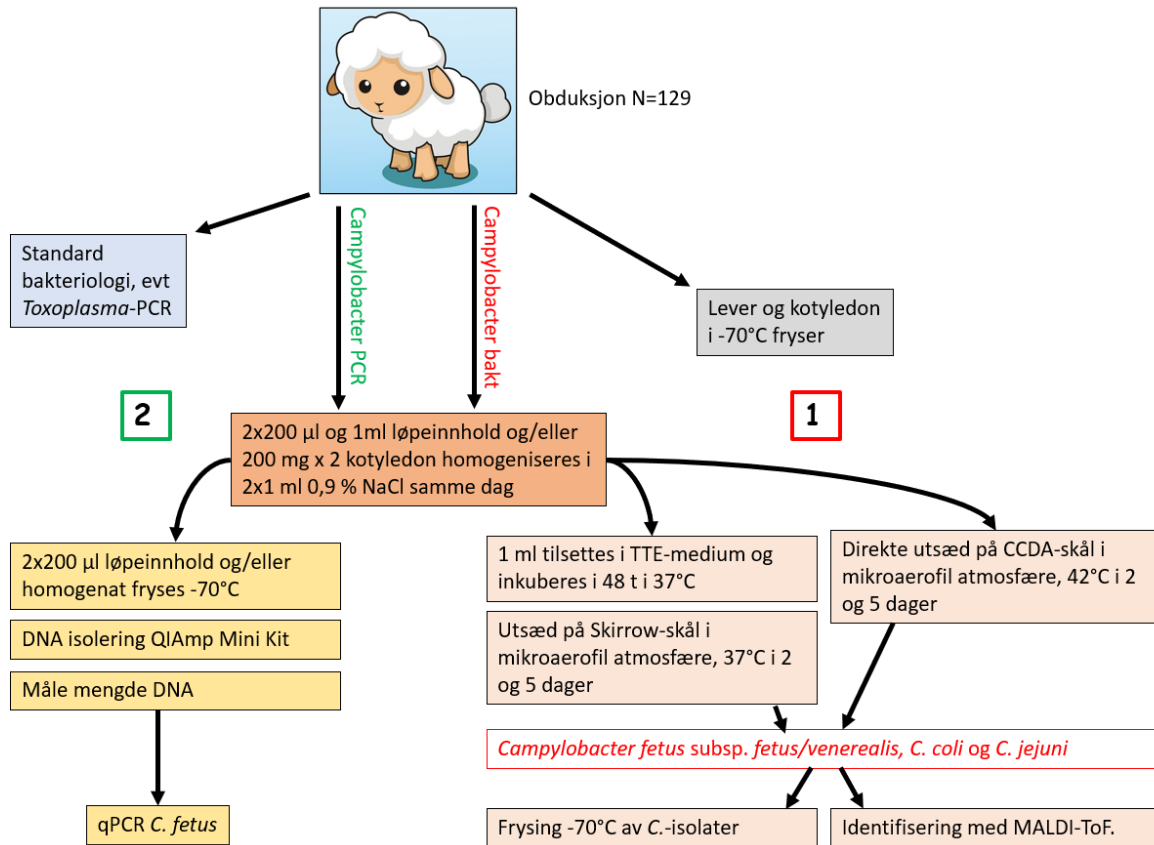 Obduksjon N=129
Standard
bakteriologi, evt
Toxoplasma-PCR
Campylobacter PCR
Campylobacter bakt
Lever og kotyledon
i -70°C fryser
2
1
2x200 µl og 1ml løpeinnhold og/eller
200 mg x 2 kotyledon homogeniseres i
2x1 ml 0,9 % NaCl samme dag
2x200 µl løpeinnhold og/eller
homogenat fryses -70°C
DNA isolering QIAmp Mini Kit
Måle mengde DNA
qPCR C. fetus
1 ml tilsettes i TTE-medium og
inkuberes i 48 t i 37°C
Utsæd på Skirrow-skål i
mikroaerofil atmosfære, 37°C i 2
og 5 dager
Direkte utsæd på CCDA-skål i
mikroaerofil atmosfære, 42°C i 2
og 5 dager
Campylobacter fetus subsp. fetus/venerealis, C. coli og C. jejuni
Frysing -70°C av C.-isolater
Identifisering med MALDI-ToF.